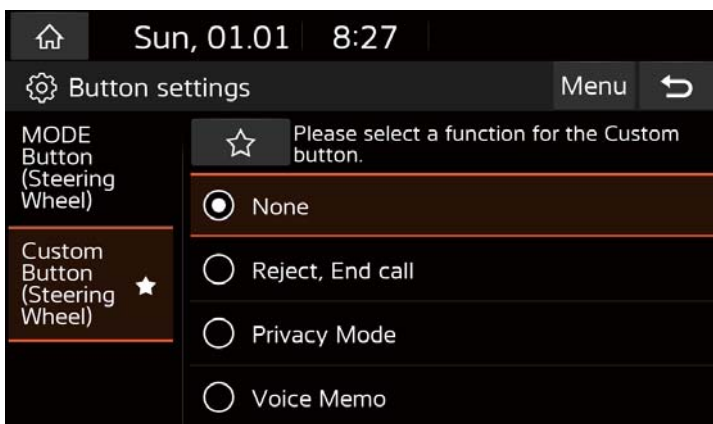 Sun, 01.01 8:27
Button settings Menu
MODE
Button
(Steering
Wheel)
Custom
Button
(Steering
Wheel)
Please select a function for the Custom
button.
None
Reject, End call
Privacy Mode
Voice Memo